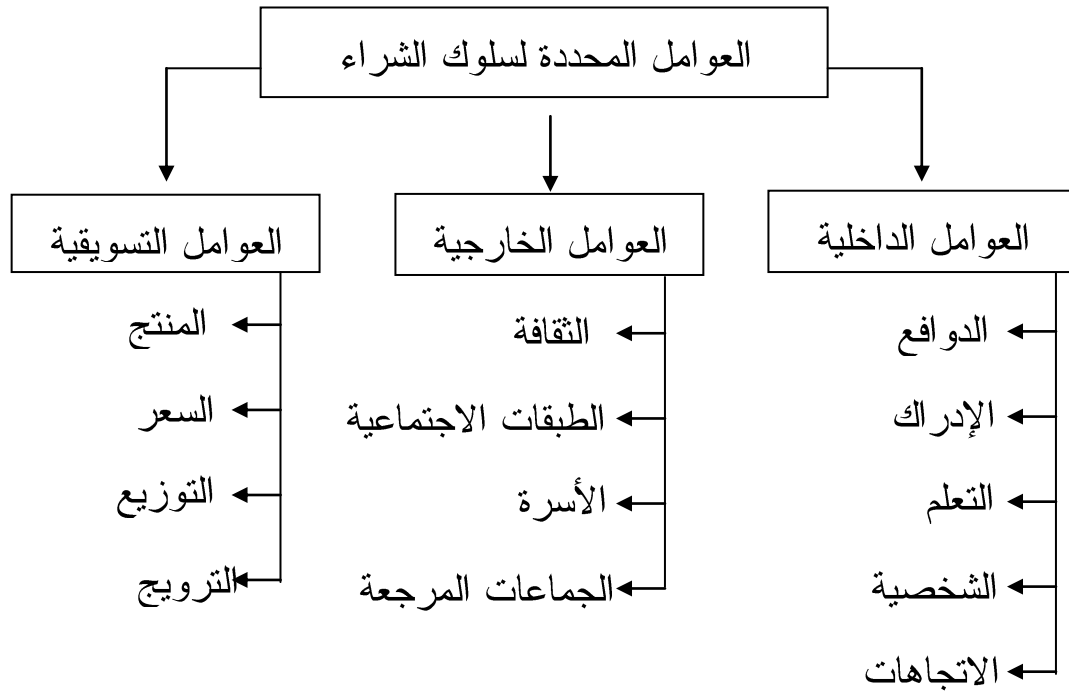 العوامل المحددة لسلوك الشراء
العوامل الداخلية
الدوافع
الإدراك
التعلم
الشخصية
الاتجاهات
العوامل الخارجية
الثقافة
الطبقات الاجتماعية
الأسرة
الجماعات المرجعة
العوامل التسويقية
المنتج
السعر
التوزيع
الترويج